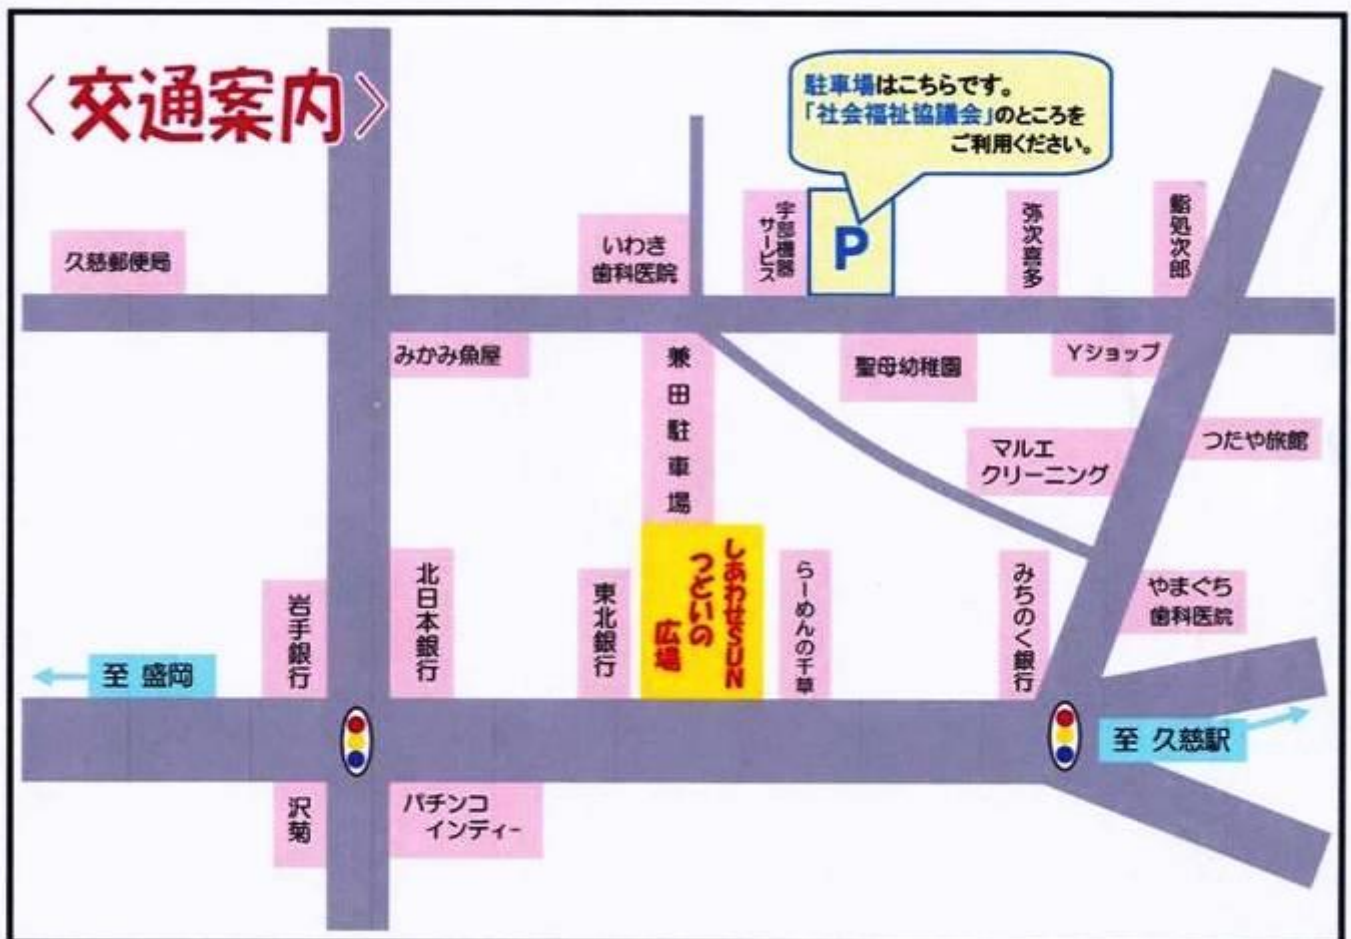 〈交通案内〉
駐車場はこちらです。
「社会福祉協議会」のところを
ご利用ください。
久慈郵便局
いわき
歯科医院
宇部機器
サービス
P
弥次喜多
鮨処次郎
みかみ魚屋
兼田駐車場
聖母幼稚園
Yショップ
マルエ
クリーニング
つたや旅館
岩手銀行
北日本銀行
東北銀行
しあわせSUN
つどいの
広場
らーめんの千草
みちのく銀行
やまぐち
歯科医院
至 盛岡
至 久慈駅
沢菊
パチンコ
インディー